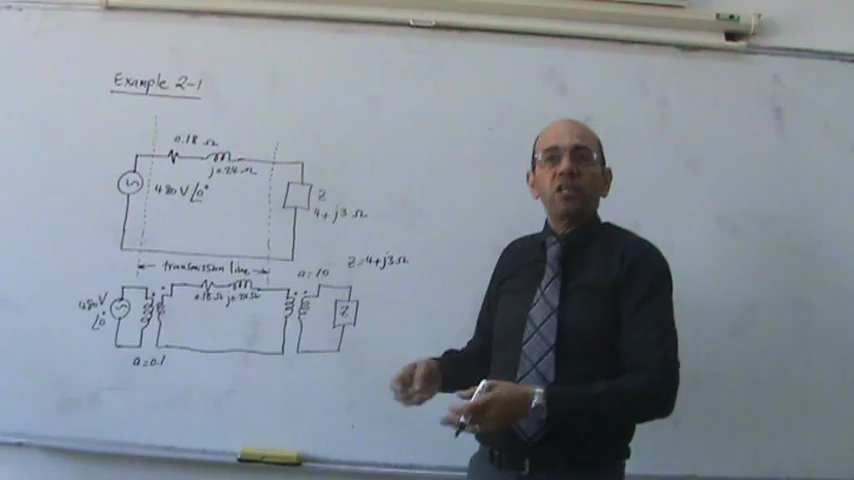 Example 2-1
0.18 Ω
j0.24 Ω
480 V ∠0°
Z
4+j3 Ω
transmission line
a=10
Z=4+j3Ω
480V
∠0°
0.18Ω j0.24Ω
Z
a=0.1